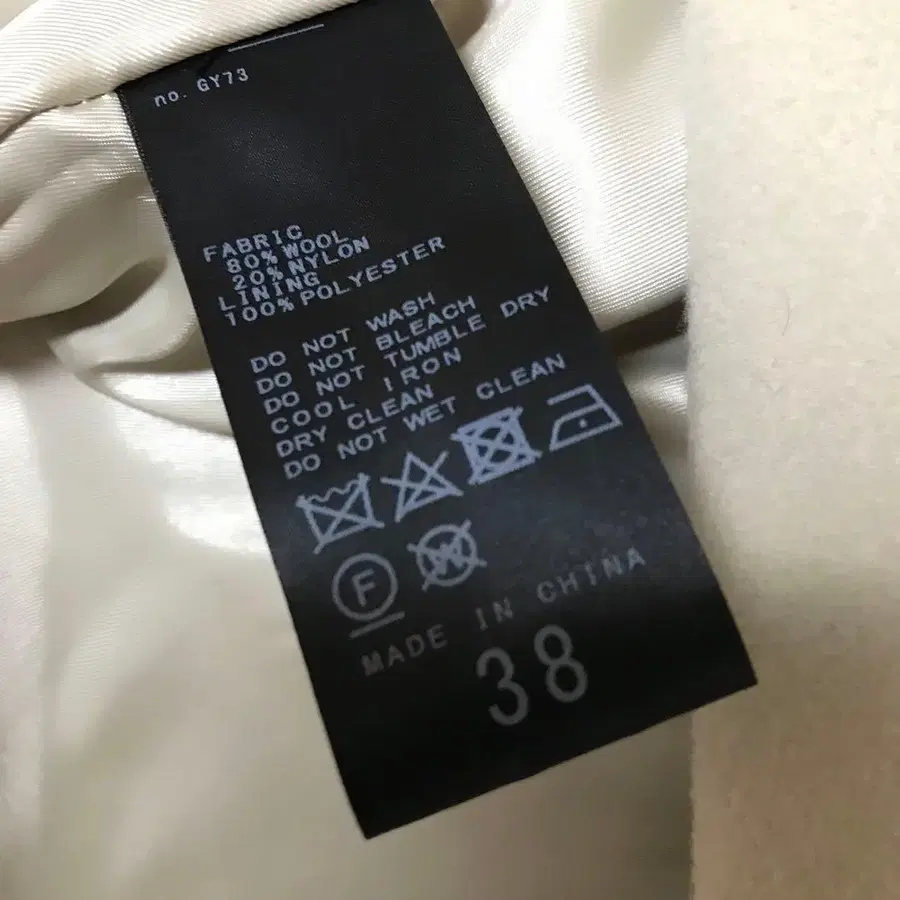 no. GY73
FABRIC
80%WOOL
20%NYLON
LINING
100%POLYESTER
DO NOT WASH
DO NOT BLEACH
DO NOT TUMBLE DRY
COOL IRON
DRY CLEAN
DO NOT WET CLEAN
F W
MADE IN CHINA
38